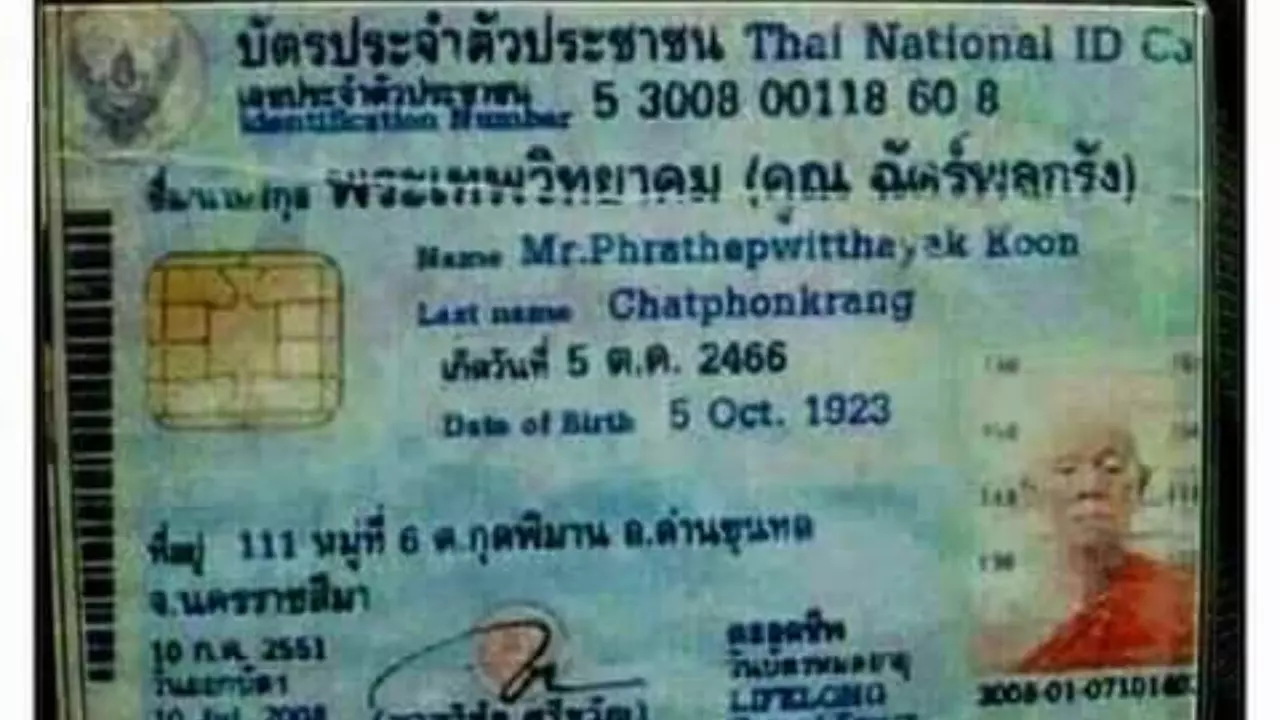 บัตรประจำตัวประชาชน Thai National ID
เลขประจำตัวประชาชน 5 3008 00118 60 8
Identification Number
ชื่อตัวและชื่อสกุล พระเทพวิทยาคม (คูณ ฉัตร์พลกรัง)
Name Mr.Phrathepwitthayak Koon
Last name Chatphonkrang
เกิดวันที่ 5 ต.ค. 2466
Date of Birth 5 Oct. 1923
ที่อยู่ 111 หมู่ที่ 6 ต.กุดพิมาน อ.ด่านขุนทด
จ.นครราชสีมา
10 ก.ค. 2551
วันออกบัตร
10 Jul. 2008
ตลอดชีพ
วันบัตรหมดอายุ
LIFELONG
160
150
140
130